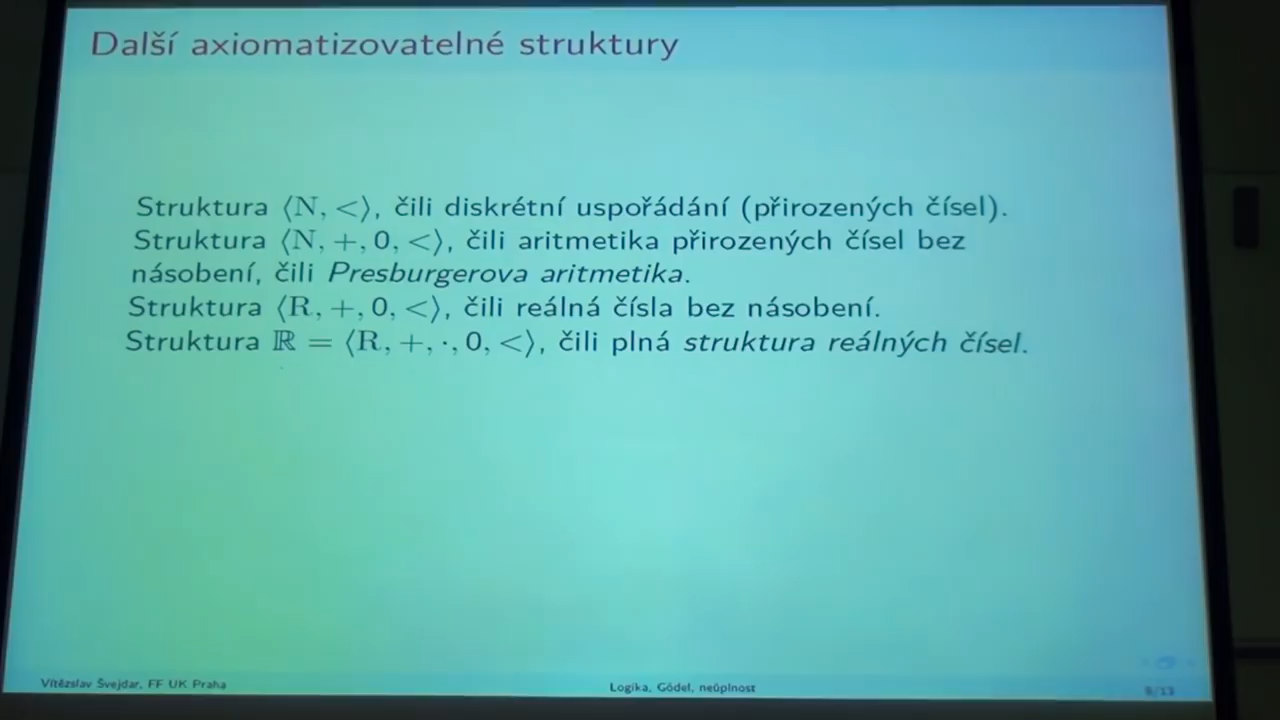 Další axiomatizovatelné struktury
Struktura ⟨N, <⟩, čili diskrétní uspořádání (přirozených čísel).
Struktura ⟨N, +, 0, <⟩, čili aritmetika přirozených čísel bez
násobení, čili Presburgerova aritmetika.
Struktura ⟨R, +, 0, <⟩, čili reálná čísla bez násobení.
Struktura ℝ = ⟨R, +, ·, 0, <⟩, čili plná struktura reálných čísel.
Vítězslav Švejdar, FF UK Praha
Logika, Gödel, neúplnost